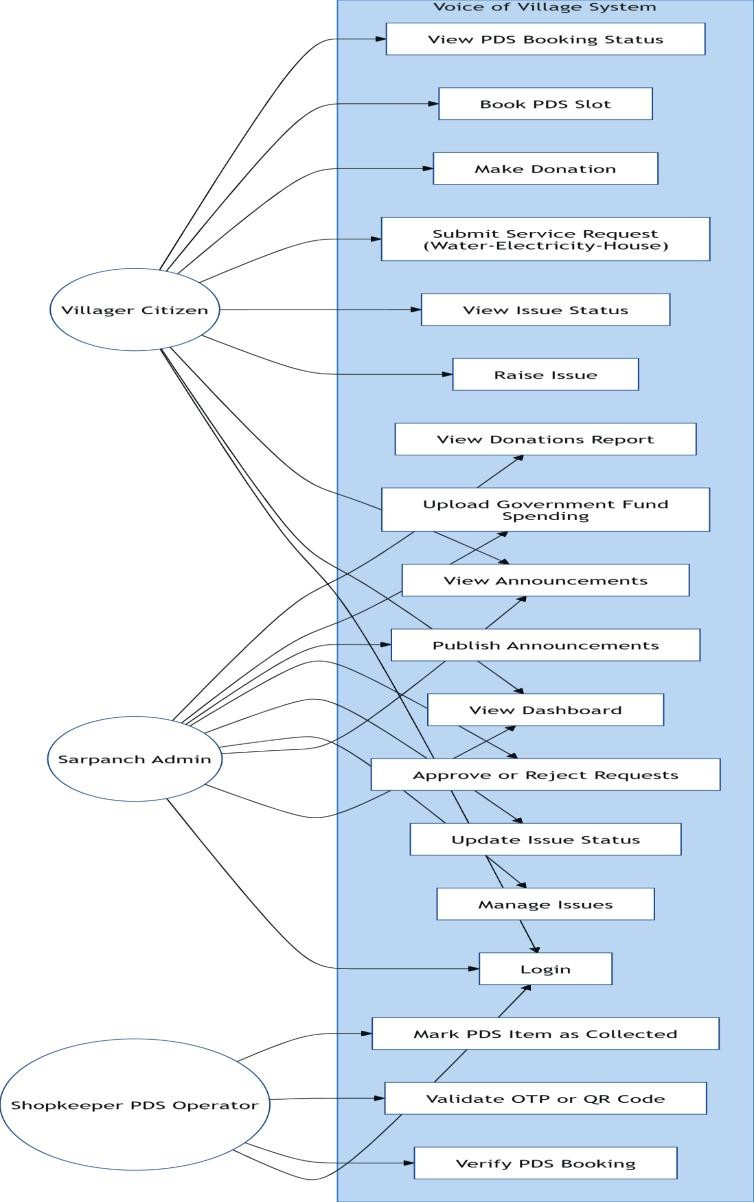 Voice of Village System
View PDS Booking Status
Book PDS Slot
Make Donation
Submit Service Request
(Water-Electricity-House)
Villager Citizen
View Issue Status
Raise Issue
View Donations Report
Upload Government Fund
Spending
View Announcements
Publish Announcements
View Dashboard
Sarpanch Admin
Approve or Reject Requests
Update Issue Status
Manage Issues
Login
Mark PDS Item as Collected
Shopkeeper PDS Operator
Validate OTP or QR Code
Verify PDS Booking